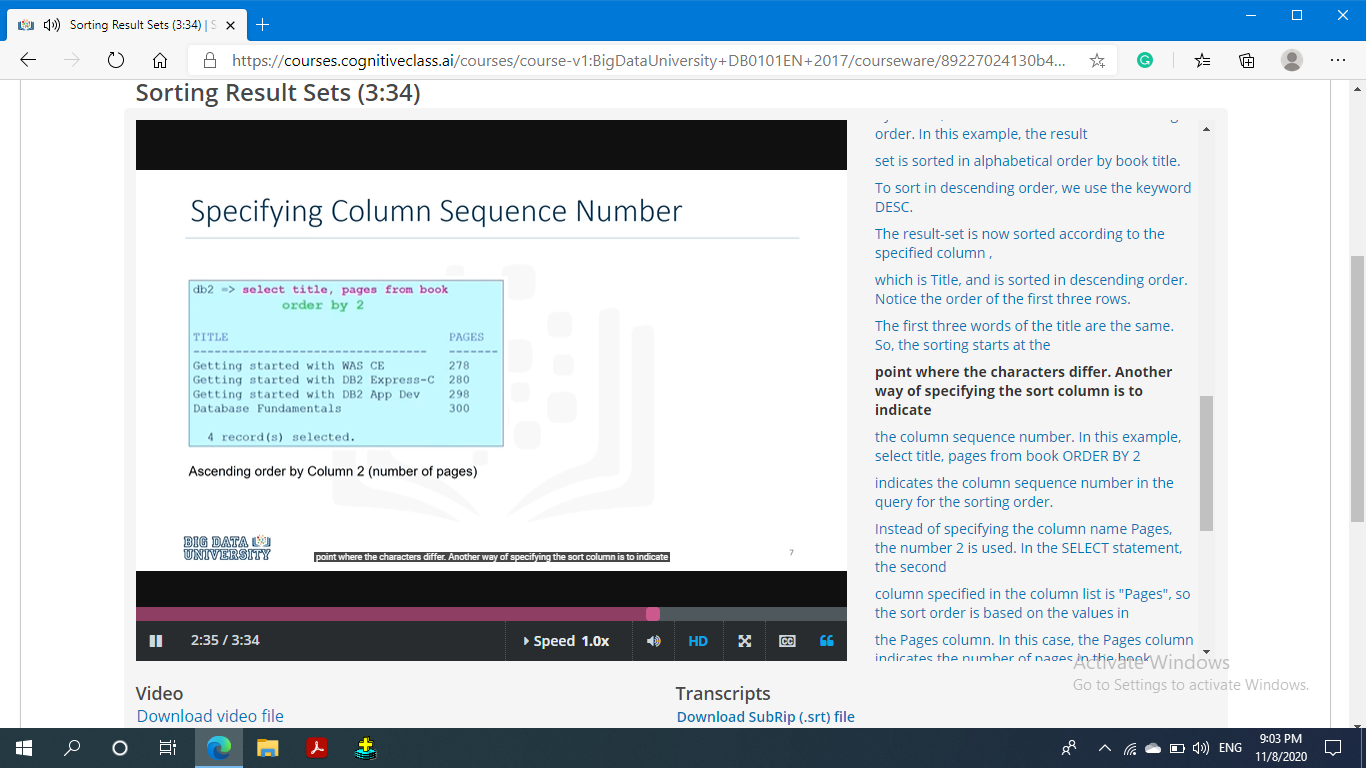 Sorting Result Sets (3:34) | S
https://courses.cognitiveclass.ai/courses/course-v1:BigDataUniversity+DB0101EN+2017/courseware/89227024130b4...
Sorting Result Sets (3:34)
Specifying Column Sequence Number
db2 => select title, pages from book
order by 2
TITLE PAGES
---------------------------------- -------
Getting started with WAS CE 278
Getting started with DB2 Express-C 280
Getting started with DB2 App Dev 298
Database Fundamentals 300
4 record(s) selected.
Ascending order by Column 2 (number of pages)
BIG DATA
UNIVERSITY
point where the characters differ. Another way of specifying the sort column is to indicate
7
2:35 / 3:34
Speed 1.0x
HD
CC
order. In this example, the result
set is sorted in alphabetical order by book title.
To sort in descending order, we use the keyword
DESC.
The result-set is now sorted according to the
specified column ,
which is Title, and is sorted in descending order.
Notice the order of the first three rows.
The first three words of the title are the same.
So, the sorting starts at the
point where the characters differ. Another
way of specifying the sort column is to
indicate
the column sequence number. In this example,
select title, pages from book ORDER BY 2
indicates the column sequence number in the
query for the sorting order.
Instead of specifying the column name Pages,
the number 2 is used. In the SELECT statement,
the second
column specified in the column list is "Pages", so
the sort order is based on the values in
the Pages column. In this case, the Pages column
indicates the number of pages in the book
Activate Windows
Go to Settings to activate Windows.
Video
Download video file
Transcripts
Download SubRip (.srt) file
ENG
9:03 PM
11/8/2020